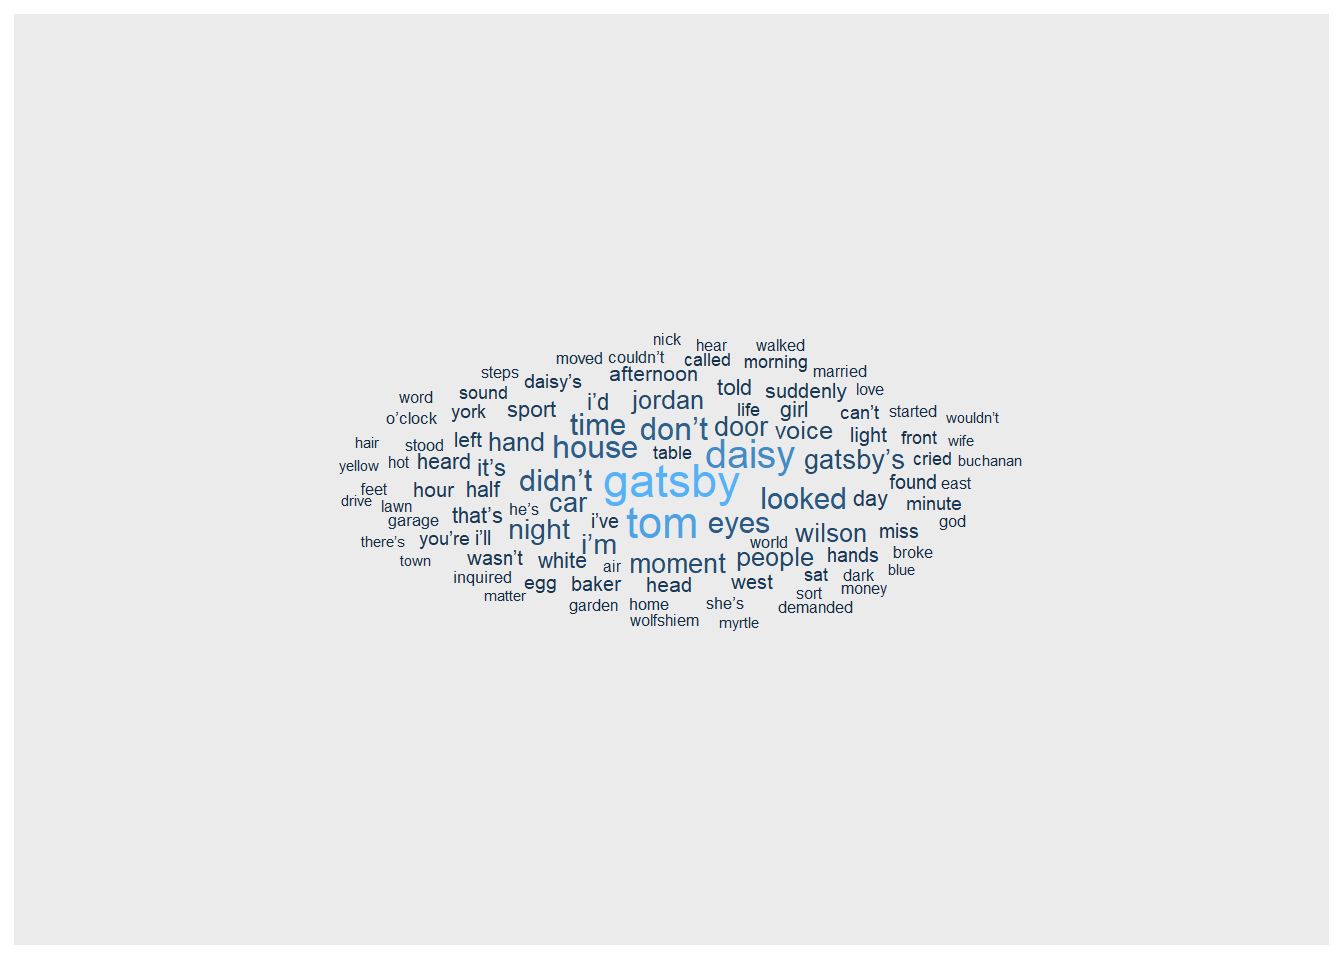 nick
hear
walked
moved
couldn’t
called
morning
steps
daisy’s
afternoon
married
word
sound
told
suddenly
love
i’d
jordan
o’clock
york
sport
life
girl
can’t
started
wouldn’t
time
don’t
door
voice
hair
stood
left
hand
house
table
light
front
wife
yellow
hot
heard
it’s
daisy
gatsby’s
cried
buchanan
feet
hour
half
didn’t
gatsby
found
east
drive
lawn
car
looked
day
minute
garage
that’s
he’s
i’ve
tom
eyes
god
there’s
you’re
i’ll
night
i’m
world
wilson
miss
town
wasn’t
white
air
moment
people
hands
broke
inquired
egg
baker
head
west
sat
dark
blue
matter
sort
money
garden
home
she’s
demanded
wolfshiem
myrtle